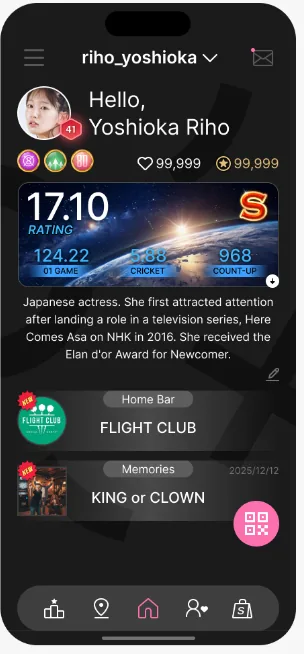 riho_yoshioka
Hello,
Yoshioka Riho
41
99,999
99,999
17.10
RATING
S
124.22
5.88
968
01 GAME
CRICKET
COUNT-UP
Japanese actress. She first attracted attention
after landing a role in a television series, Here
Comes Asa on NHK in 2016. She received the
Elan d'or Award for Newcomer.
NEW
Home Bar
FLIGHT CLUB
FLIGHT CLUB
NEW
Memories
2025/12/12
KING or CLOWN
S